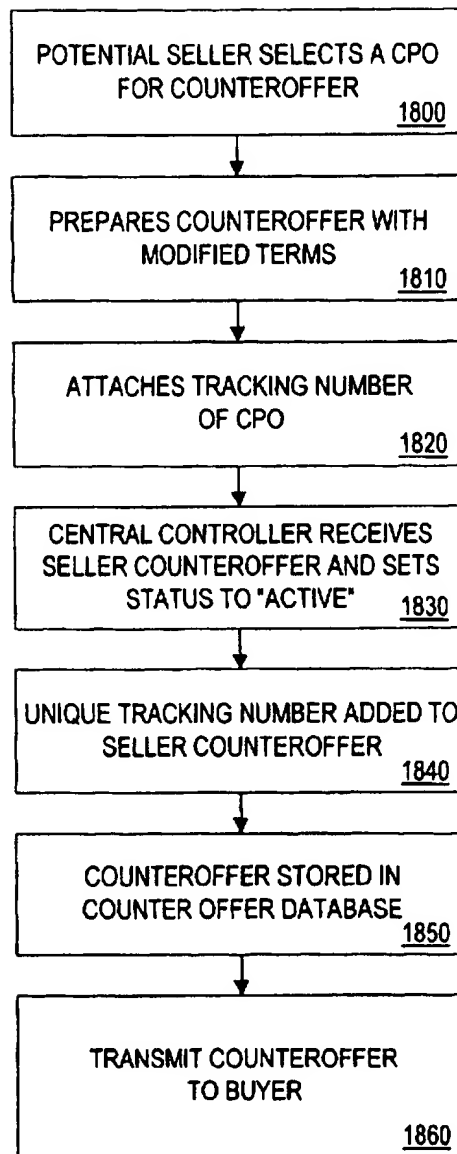 POTENTIAL SELLER SELECTS A CPO
FOR COUNTEROFFER
1800
PREPARES COUNTEROFFER WITH
MODIFIED TERMS
1810
ATTACHES TRACKING NUMBER
OF CPO
1820
CENTRAL CONTROLLER RECEIVES
SELLER COUNTEROFFER AND SETS
STATUS TO "ACTIVE"
1830
UNIQUE TRACKING NUMBER ADDED TO
SELLER COUNTEROFFER
1840
COUNTEROFFER STORED IN
COUNTER OFFER DATABASE
1850
TRANSMIT COUNTEROFFER
TO BUYER
1860